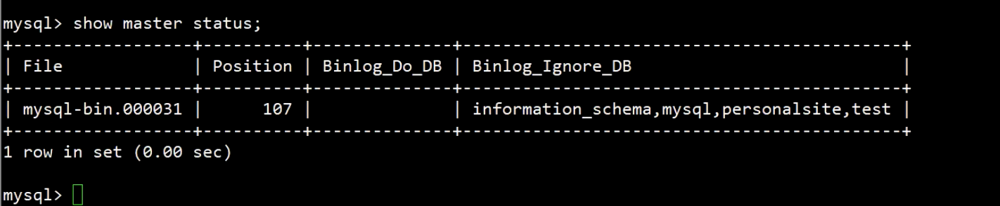 mysql> show master status;
+------------------+----------+--------------+--------------------------------------------+
| File             | Position | Binlog_Do_DB | Binlog_Ignore_DB                           |
+------------------+----------+--------------+--------------------------------------------+
| mysql-bin.000031 |      107 |              | information_schema,mysql,personalsite,test |
+------------------+----------+--------------+--------------------------------------------+
1 row in set (0.00 sec)
mysql>